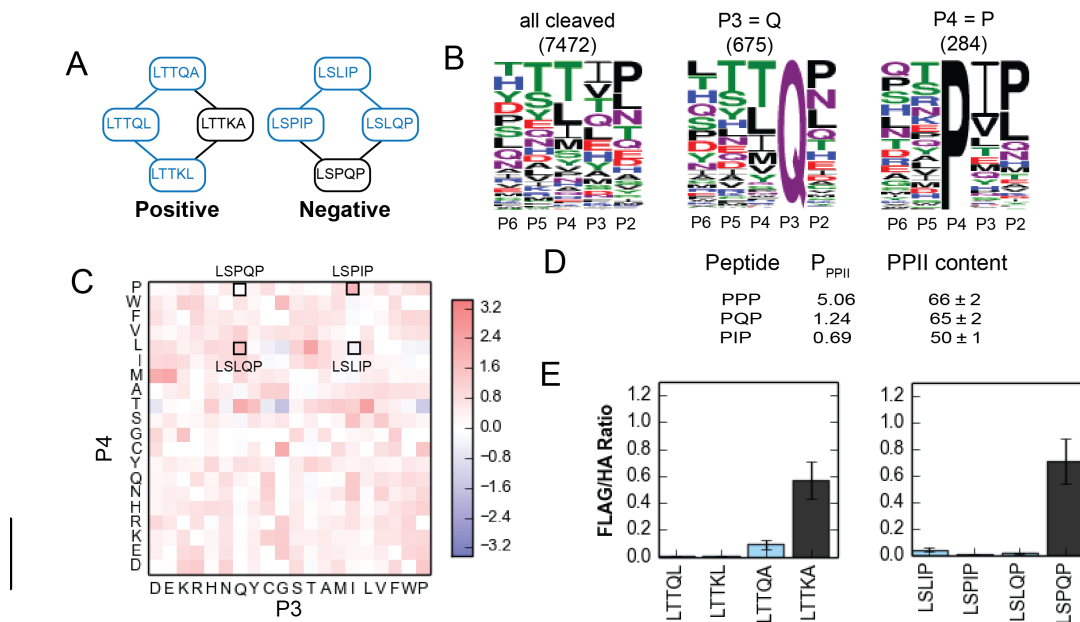 A
LTTQA
LTTQL
LTTKA
LTTKL
Positive
LSLIP
LSPIP
LSLQP
LSPQP
Negative
B
all cleaved
(7472)
P3 = Q
(675)
P4 = P
(284)
P6 P5 P4 P3 P2
P6 P5 P4 P3 P2
P6 P5 P4 P3 P2
C
LSPQP LSPIP
LSLQP LSLIP
P4
P
W
F
V
L
I
M
A
T
S
G
C
Y
Q
N
H
R
K
E
D
D E K R H N Q Y C G S T A M I L V F W P
P3
3.2
2.4
1.6
0.8
0.0
−0.8
−1.6
−2.4
−3.2
D
Peptide P PPII PPII content
PPP 5.06 66 ± 2
PQP 1.24 65 ± 2
PIP 0.69 50 ± 1
E
FLAG/HA Ratio
1.2
1.0
0.8
0.6
0.4
0.2
0.0
LTTQL
LTTKL
LTTQA
LTTKA
1.2
1.0
0.8
0.6
0.4
0.2
0.0
LSLIP
LSPIP
LSLQP
LSPQP